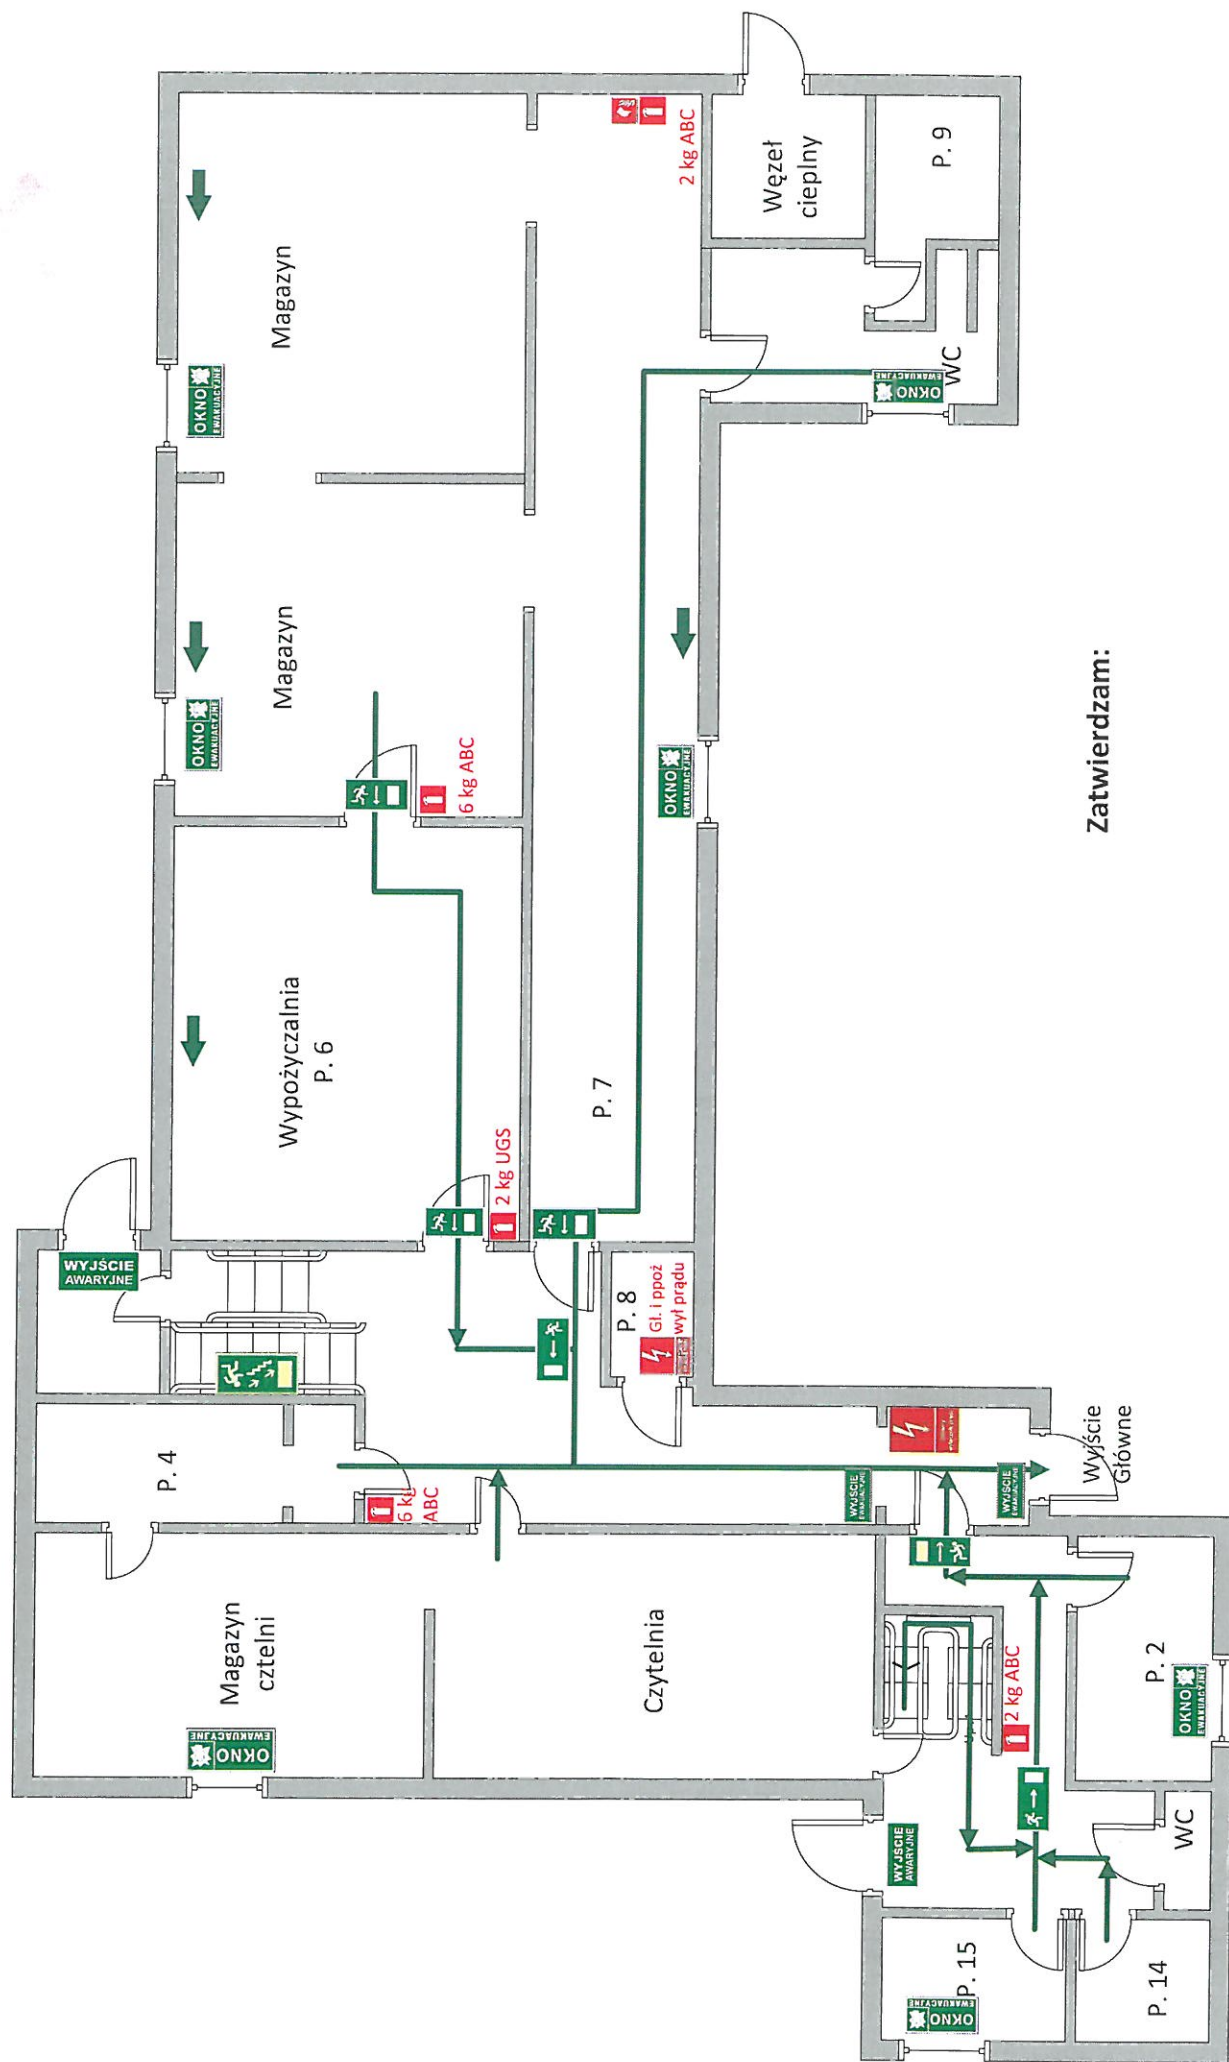 Magazyn
cztelni
OKNO
EWAKUACYJNE
P. 4
WYJŚCIE
AWARYJNE
Wypożyczalnia
P. 6
Magazyn
OKNO
EWAKUACYJNE
Magazyn
OKNO
EWAKUACYJNE
6 kg
ABC
2 kg UGS
6 kg ABC
2 kg ABC
Czytelnia
P. 8
Gł. i ppoż
wył prądu
P. 7
OKNO
EWAKUACYJNE
Węzeł
cieplny
P. 9
WC
OKNO
EWAKUACYJNE
WYJŚCIE
EWAKUACYJNE
WYJŚCIE
EWAKUACYJNE
Wyjście
Główne
WYJŚCIE
AWARYJNE
2 kg ABC
P. 15
OKNO
EWAKUACYJNE
P. 14
WC
P. 2
OKNO
EWAKUACYJNE
Zatwierdzam: